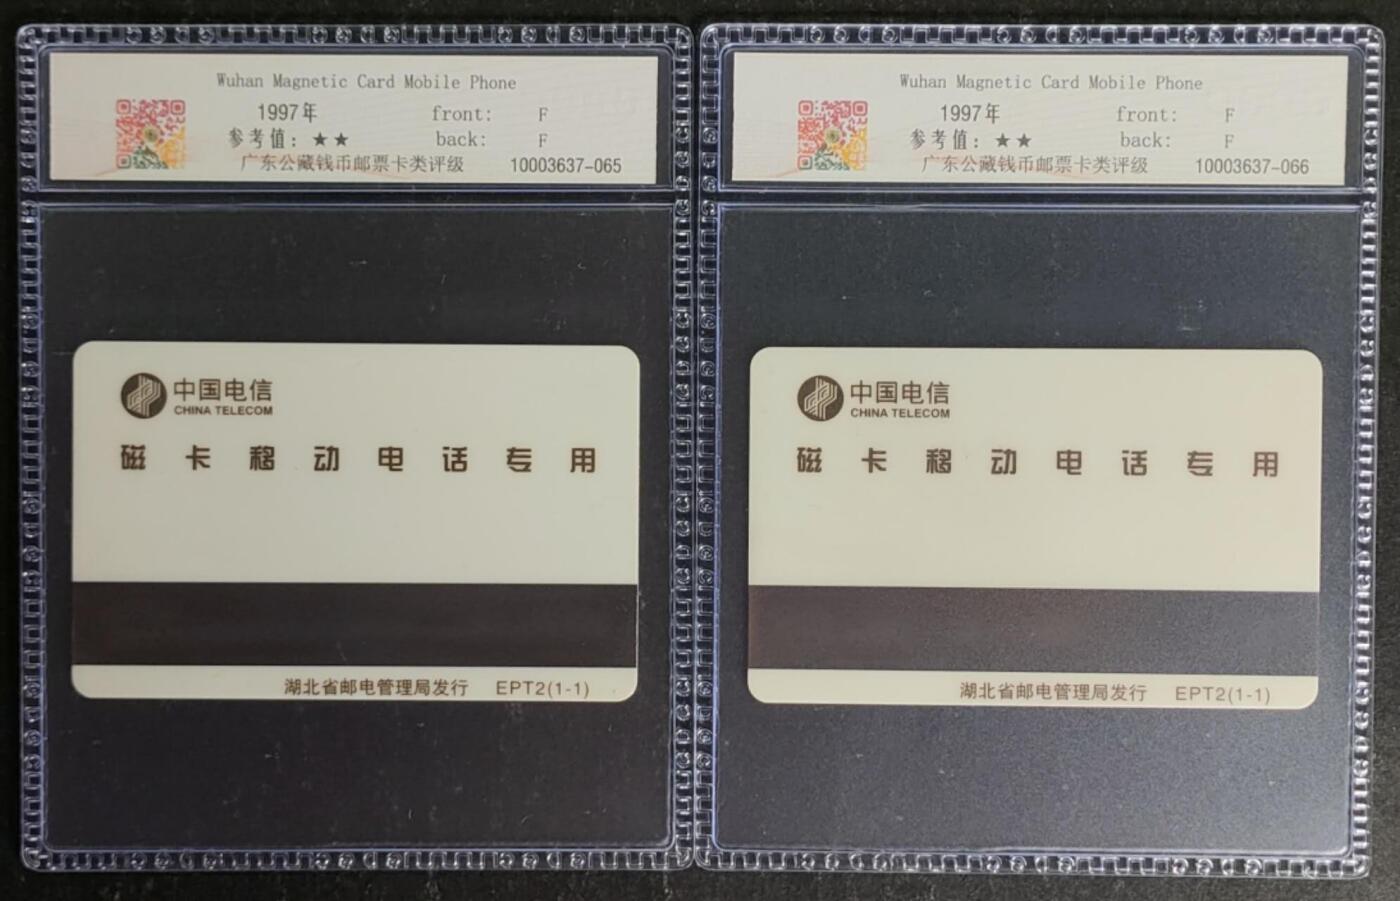 Wuhan Magnetic Card Mobile Phone
1997年 front: F
参考值: ★★ back: F
广东公藏钱币邮票卡类评级 10003637-065
中国电信
CHINA TELECOM
磁卡移动电话专用
湖北省邮电管理局发行 EPT2(1-1)
Wuhan Magnetic Card Mobile Phone
1997年 front: F
参考值: ★★ back: F
广东公藏钱币邮票卡类评级 10003637-066
中国电信
CHINA TELECOM
磁卡移动电话专用
湖北省邮电管理局发行 EPT2(1-1)